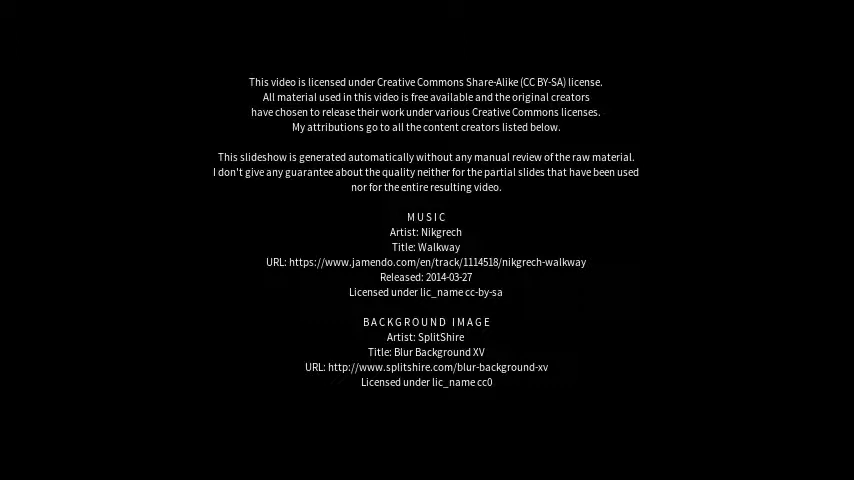 This video is licensed under Creative Commons Share-Alike (CC BY-SA) license.
All material used in this video is free available and the original creators
have chosen to release their work under various Creative Commons licenses.
My attributions go to all the content creators listed below.
This slideshow is generated automatically without any manual review of the raw material.
I don't give any guarantee about the quality neither for the partial slides that have been used
nor for the entire resulting video.
M U S I C
Artist: Nikgrech
Title: Walkway
URL: https://www.jamendo.com/en/track/1114518/nikgrech-walkway
Released: 2014-03-27
Licensed under lic_name cc-by-sa
B A C K G R O U N D   I M A G E
Artist: SplitShire
Title: Blur Background XV
URL: http://www.splitshire.com/blur-background-xv
Licensed under lic_name cc0